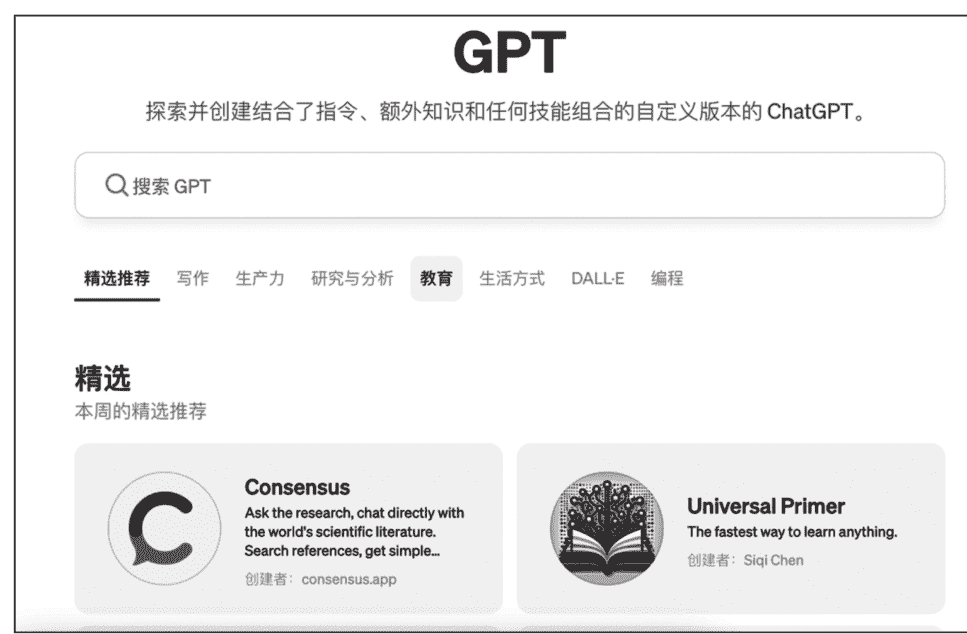 GPT
探索并创建结合了指令、额外知识和任何技能组合的自定义版本的 ChatGPT。
搜索 GPT
精选推荐 写作 生产力 研究与分析 教育 生活方式 DALL·E 编程
精选
本周的精选推荐
Consensus
Ask the research, chat directly with
the world's scientific literature.
Search references, get simple...
创建者：consensus.app
Universal Primer
The fastest way to learn anything.
创建者：Siqi Chen